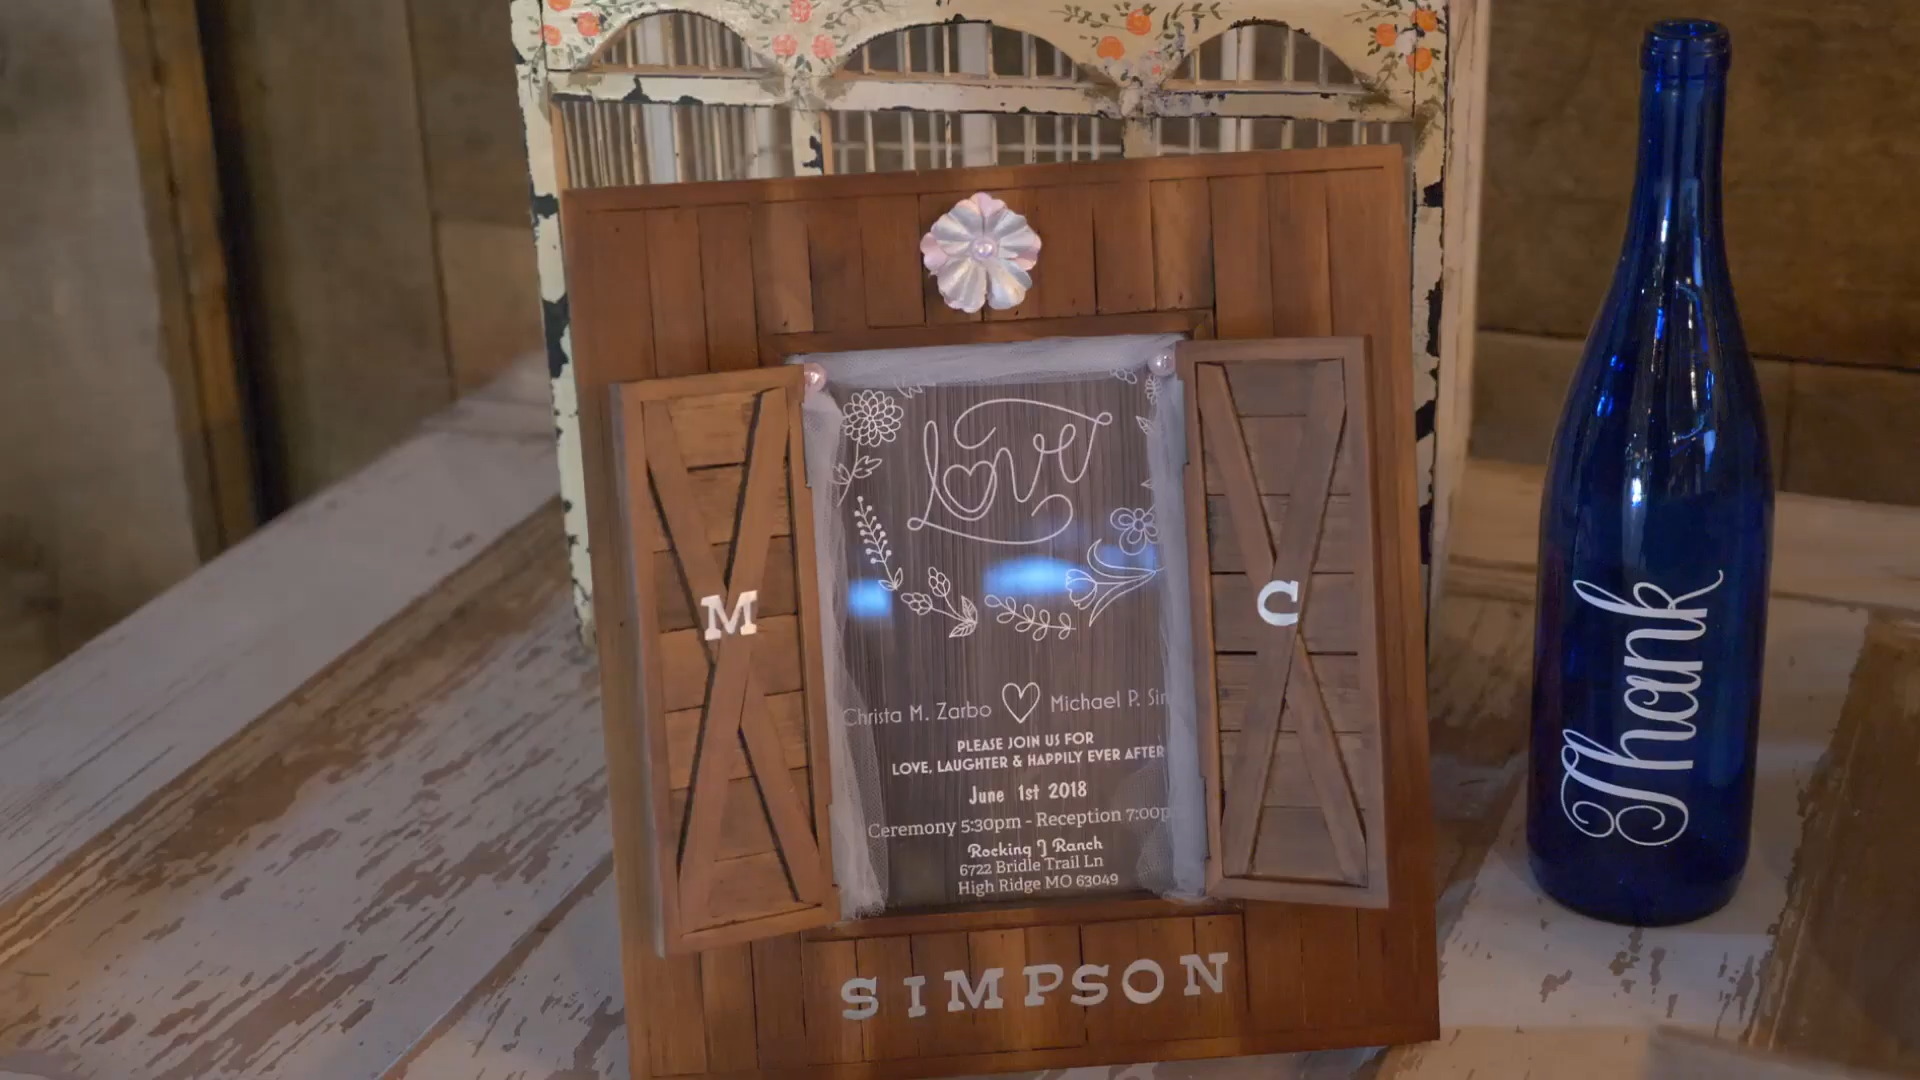 Love
M
C
Christa M. Zarbo Michael P.
PLEASE JOIN US FOR
LOVE, LAUGHTER & HAPPILY EVER AFTER
June 1st 2018
Ceremony 5:30pm - Reception 7:00p
Rocking J Ranch
6722 Bridle Trail Ln
High Ridge MO 63049
SIMPSON
Thank